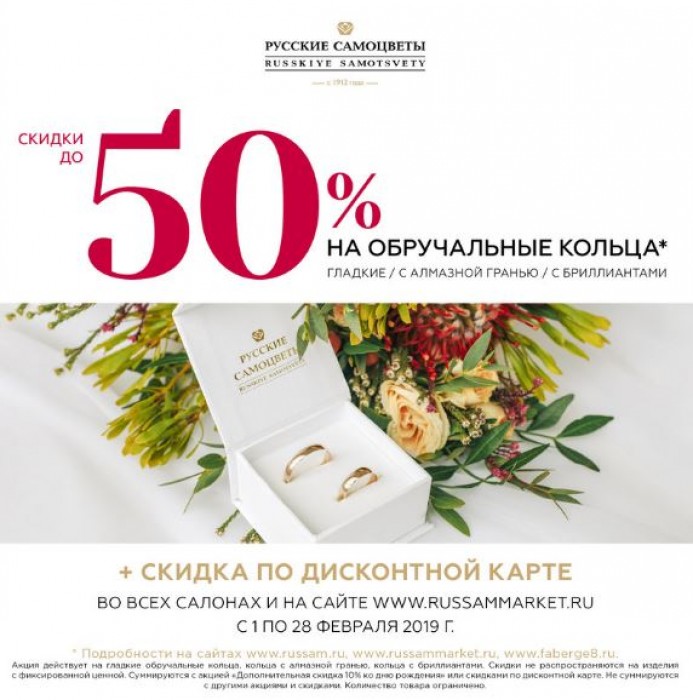 РУССКИЕ САМОЦВЕТЫ
RUSSKIYE SAMOTSVETY
с 1912 года
СКИДКИ
ДО
50%
НА ОБРУЧАЛЬНЫЕ КОЛЬЦА*
ГЛАДКИЕ / С АЛМАЗНОЙ ГРАНЬЮ / С БРИЛЛИАНТАМИ
РУССКИЕ
САМОЦВЕТЫ
RUSSKIYE SAMOTSVETY
+ СКИДКА ПО ДИСКОНТНОЙ КАРТЕ
ВО ВСЕХ САЛОНАХ И НА САЙТЕ WWW.RUSSAMMARKET.RU
С 1 ПО 28 ФЕВРАЛЯ 2019 Г.
* Подробности на сайтах www.russam.ru, www.russammarket.ru, www.faberge8.ru.
Акция действует на гладкие обручальные кольца, кольца с алмазной гранью, кольца с бриллиантами. Скидки не распространяются на изделия
с фиксированной ценной. Суммируются с акцией «Дополнительная скидка 10% ко дню рождения» или скидками по дисконтной карте. Не суммируются
с другими акциями и скидками. Количество товара ограничено.